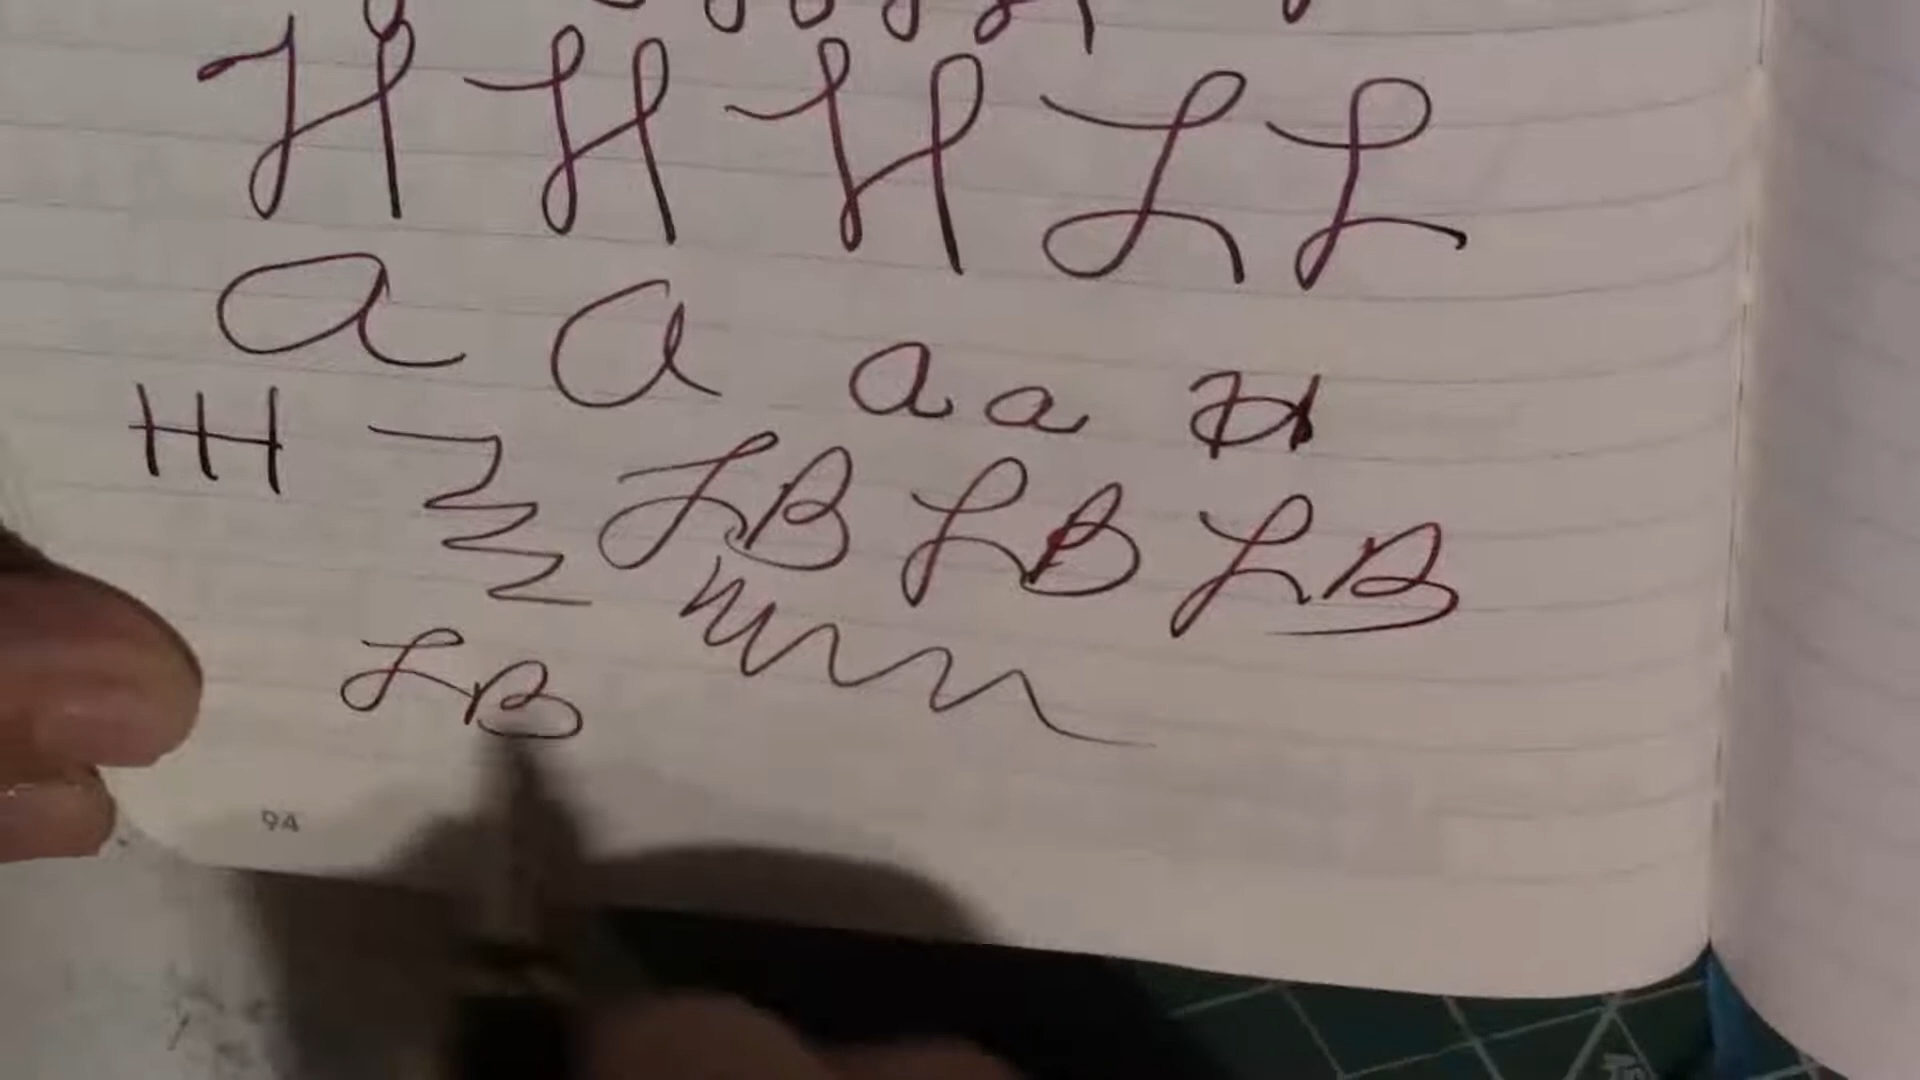 H H H L L
a a a a
LB LB LB
LB
94